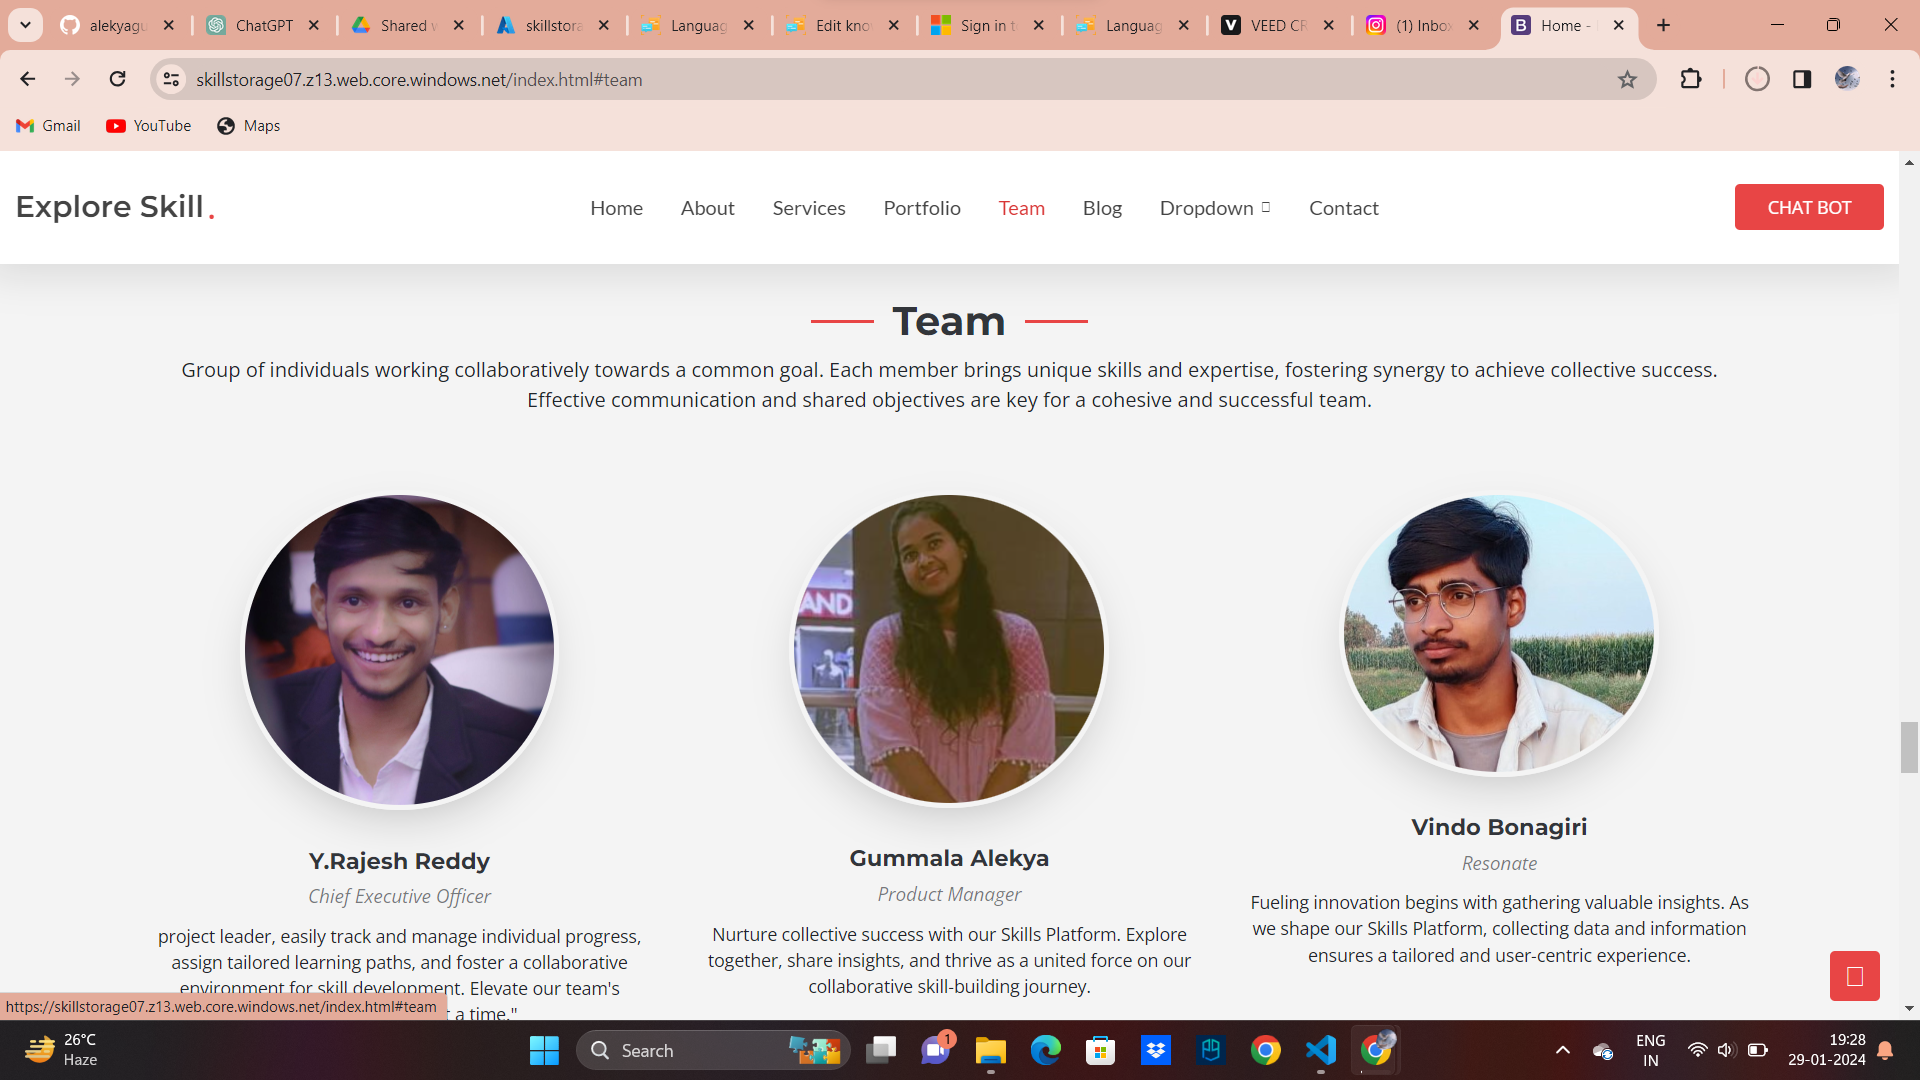 alekyagu
ChatGPT
Shared w
skillstora
Languag
Edit kno
Sign in t
Languag
VEED CR
(1) Inbox
Home -
skillstorage07.z13.web.core.windows.net/index.html#team
Gmail
YouTube
Maps
Explore Skill.
Home
About
Services
Portfolio
Team
Blog
Dropdown
Contact
CHAT BOT
Team
Group of individuals working collaboratively towards a common goal. Each member brings unique skills and expertise, fostering synergy to achieve collective success.
Effective communication and shared objectives are key for a cohesive and successful team.
AND
Y.Rajesh Reddy
Chief Executive Officer
project leader, easily track and manage individual progress,
assign tailored learning paths, and foster a collaborative
environment for skill development. Elevate our team's
a time."
Gummala Alekya
Product Manager
Nurture collective success with our Skills Platform. Explore
together, share insights, and thrive as a united force on our
collaborative skill-building journey.
Vindo Bonagiri
Resonate
Fueling innovation begins with gathering valuable insights. As
we shape our Skills Platform, collecting data and information
ensures a tailored and user-centric experience.
https://skillstorage07.z13.web.core.windows.net/index.html#team
26°C
Haze
Search
1
ENG
IN
19:28
29-01-2024